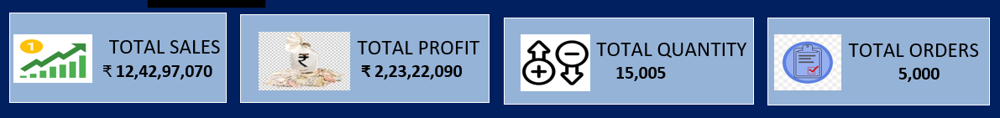 1
TOTAL SALES
₹ 12,42,97,070
₹
TOTAL PROFIT
₹ 2,23,22,090
TOTAL QUANTITY
15,005
TOTAL ORDERS
5,000